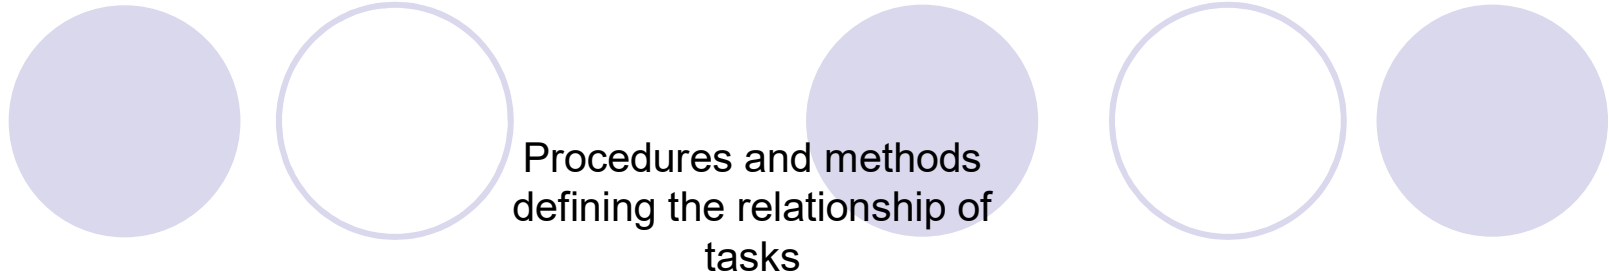 Procedures and methods
defining the relationship of
tasks